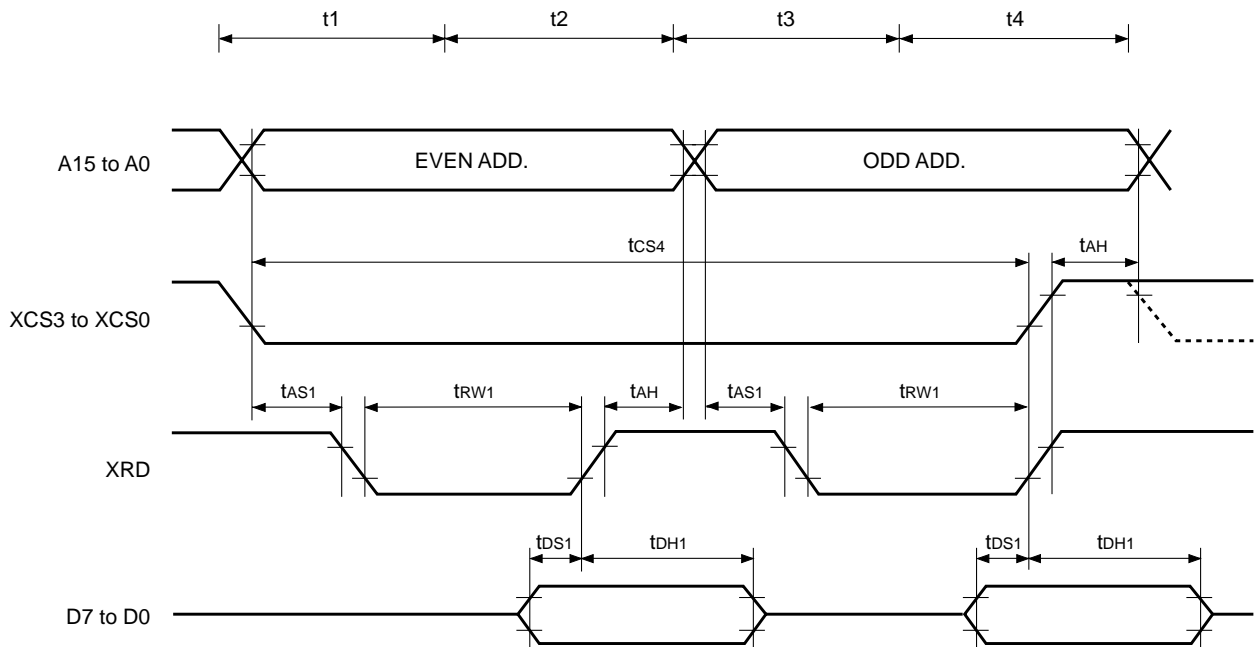 t1 t2 t3 t4
A15 to A0 EVEN ADD. ODD ADD.
tCS4 tAH
XCS3 to XCS0
tAS1 tRW1 tAH tAS1 tRW1
XRD
tDS1 tDH1 tDS1 tDH1
D7 to D0